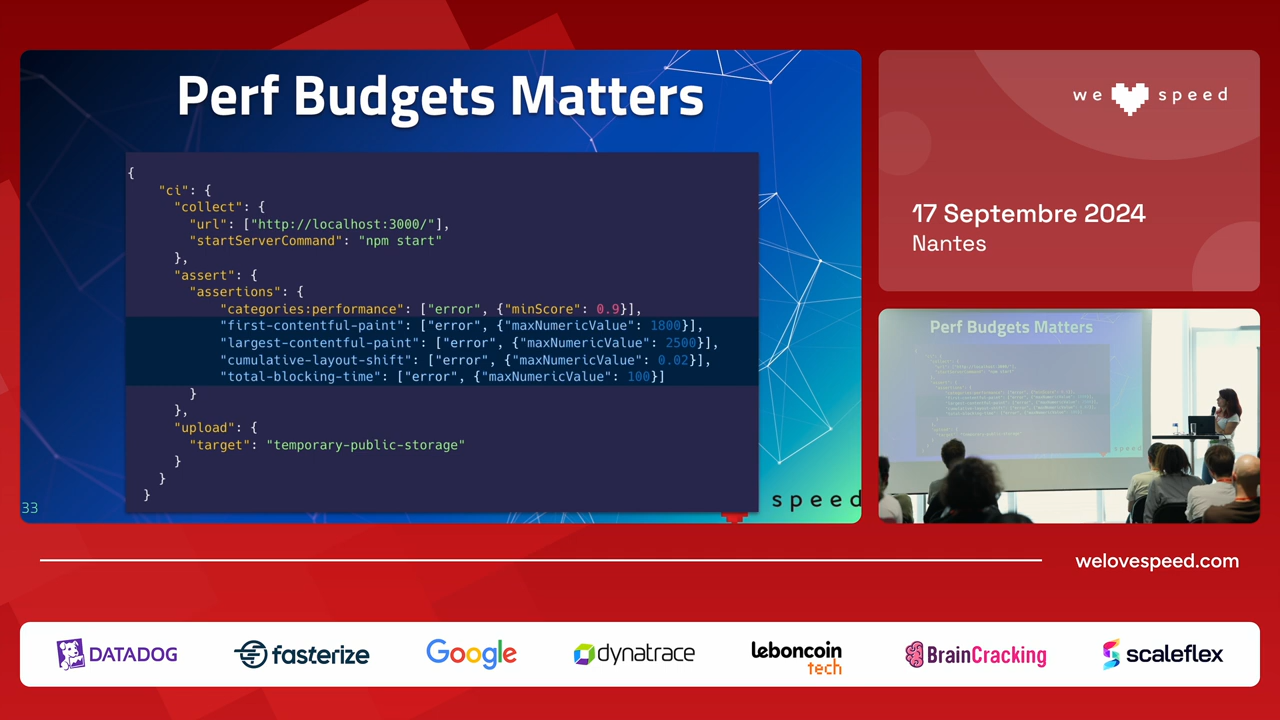 Perf Budgets Matters
{
"ci": {
"collect": {
"url": ["http://localhost:3000/"],
"startServerCommand": "npm start"
},
"assert": {
"assertions": {
"categories:performance": ["error", {"minScore": 0.9}],
"first-contentful-paint": ["error", {"maxNumericValue": 1800}],
"largest-contentful-paint": ["error", {"maxNumericValue": 2500}],
"cumulative-layout-shift": ["error", {"maxNumericValue": 0.02}],
"total-blocking-time": ["error", {"maxNumericValue": 100}]
}
},
"upload": {
"target": "temporary-public-storage"
}
}
}
33
speed
we speed
17 Septembre 2024
Nantes
Perf Budgets Matters
speed
welovespeed.com
DATADOG
fasterize
Google
dynatrace
leboncoin
tech
BrainCracking
scaleflex